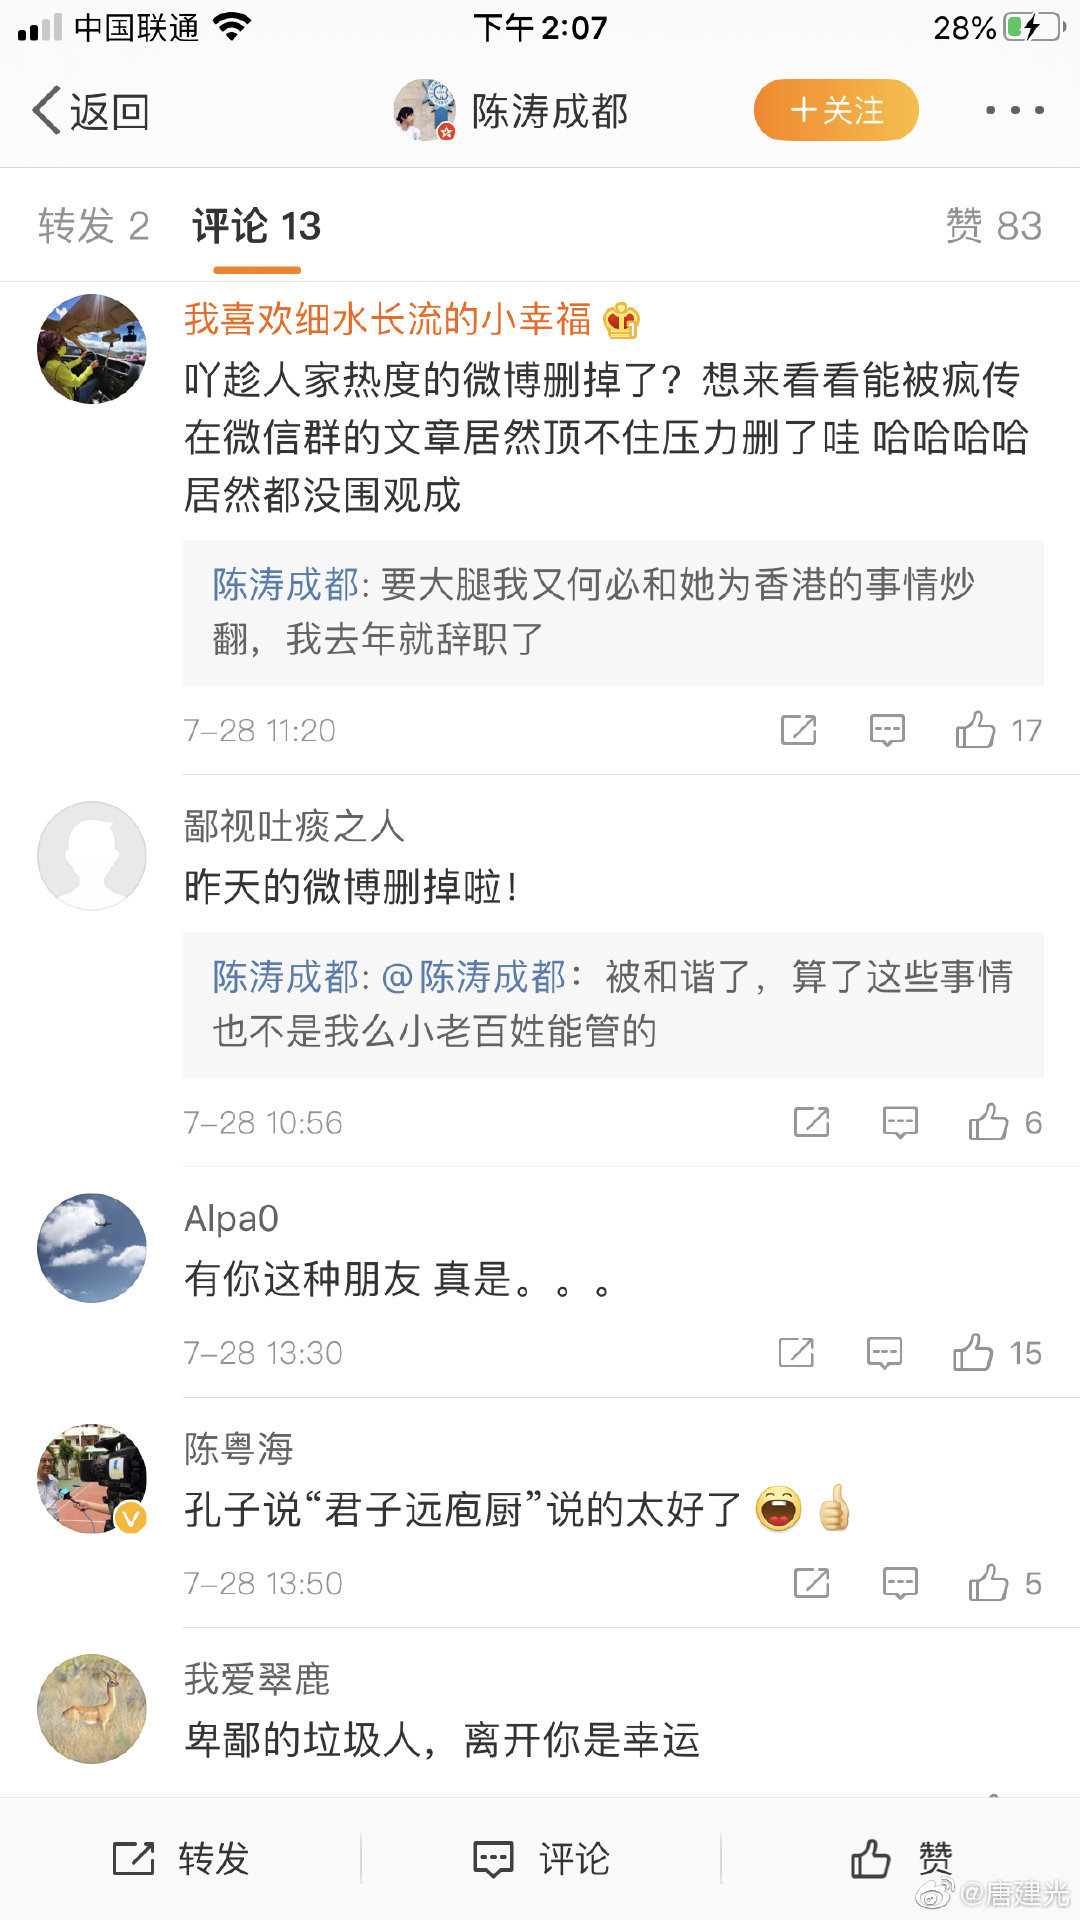 中国联通 下午 2:07 28%
返回 陈涛成都 +关注
转发 2 评论 13 赞 83
我喜欢细水长流的小幸福
吖趁人家热度的微博删掉了？想来看看能被疯传
在微信群的文章居然顶不住压力删了哇 哈哈哈哈
居然都没围观成
陈涛成都: 要大腿我又何必和她为香港的事情炒
翻，我去年就辞职了
7-28 11:20 17
鄙视吐痰之人
昨天的微博删掉啦！
陈涛成都: @陈涛成都：被和谐了，算了这些事情
也不是我么小老百姓能管的
7-28 10:56 6
Alpa0
有你这种朋友 真是。。。
7-28 13:30 15
陈粤海
孔子说“君子远庖厨”说的太好了
7-28 13:50 5
我爱翠鹿
卑鄙的垃圾人，离开你是幸运
转发 评论 赞
@唐建光